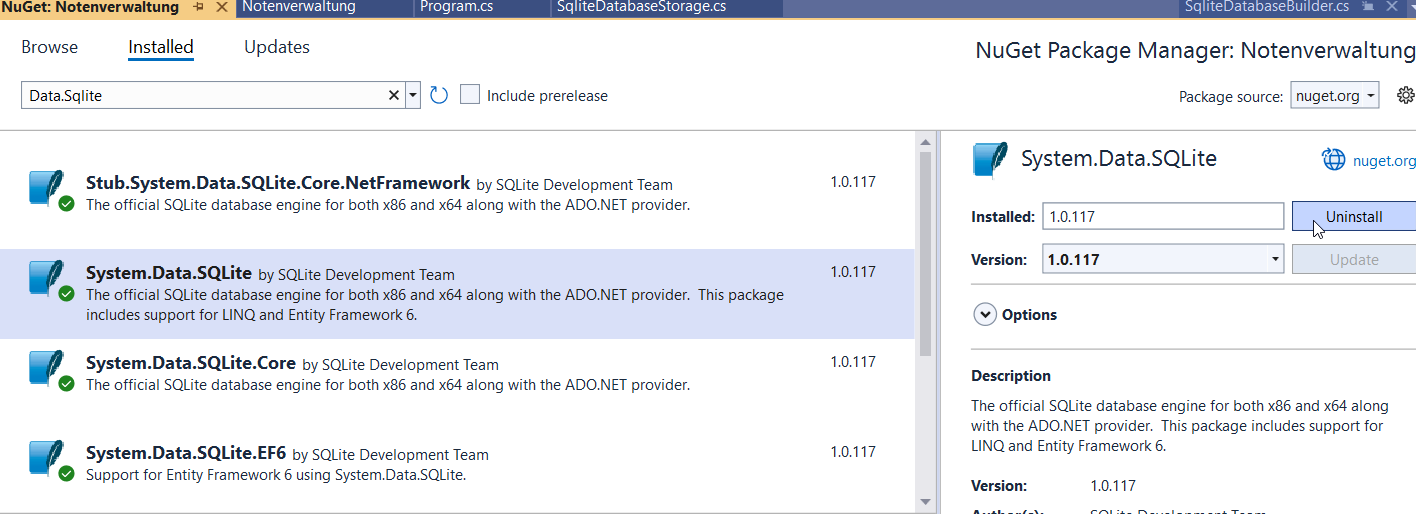 NuGet: Notenverwaltung
Notenverwaltung
Program.cs
SqliteDatabaseStorage.cs
SqliteDatabaseBuilder.cs
Browse
Installed
Updates
NuGet Package Manager: Notenverwaltung
Data.Sqlite
Include prerelease
Package source: nuget.org
Stub.System.Data.SQLite.Core.NetFramework by SQLite Development Team 1.0.117
The official SQLite database engine for both x86 and x64 along with the ADO.NET provider.
System.Data.SQLite by SQLite Development Team 1.0.117
The official SQLite database engine for both x86 and x64 along with the ADO.NET provider. This package
includes support for LINQ and Entity Framework 6.
System.Data.SQLite.Core by SQLite Development Team 1.0.117
The official SQLite database engine for both x86 and x64 along with the ADO.NET provider.
System.Data.SQLite.EF6 by SQLite Development Team 1.0.117
Support for Entity Framework 6 using System.Data.SQLite.
System.Data.SQLite
nuget.org
Installed: 1.0.117 Uninstall
Version: 1.0.117 Update
Options
Description
The official SQLite database engine for both x86 and x64 along
with the ADO.NET provider. This package includes support for
LINQ and Entity Framework 6.
Version: 1.0.117
Author(s): SQLite Development Team